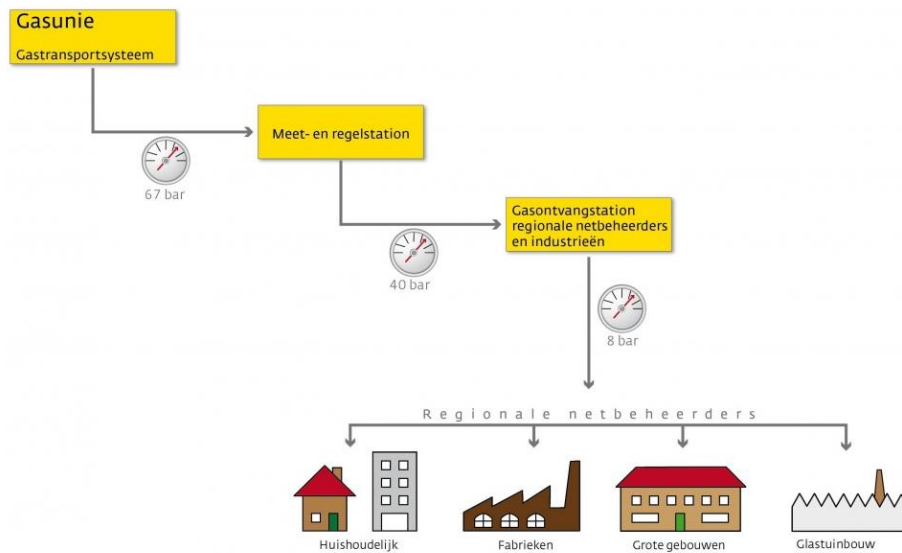 Gasunie
Gastransportsysteem
Meet- en regelstation
67 bar
Gasontvangstation
regionale netbeheerders
en industrieën
40 bar
8 bar
Regionale netbeheerders
Huishoudelijk
Fabrieken
Grote gebouwen
Glastuinbouw